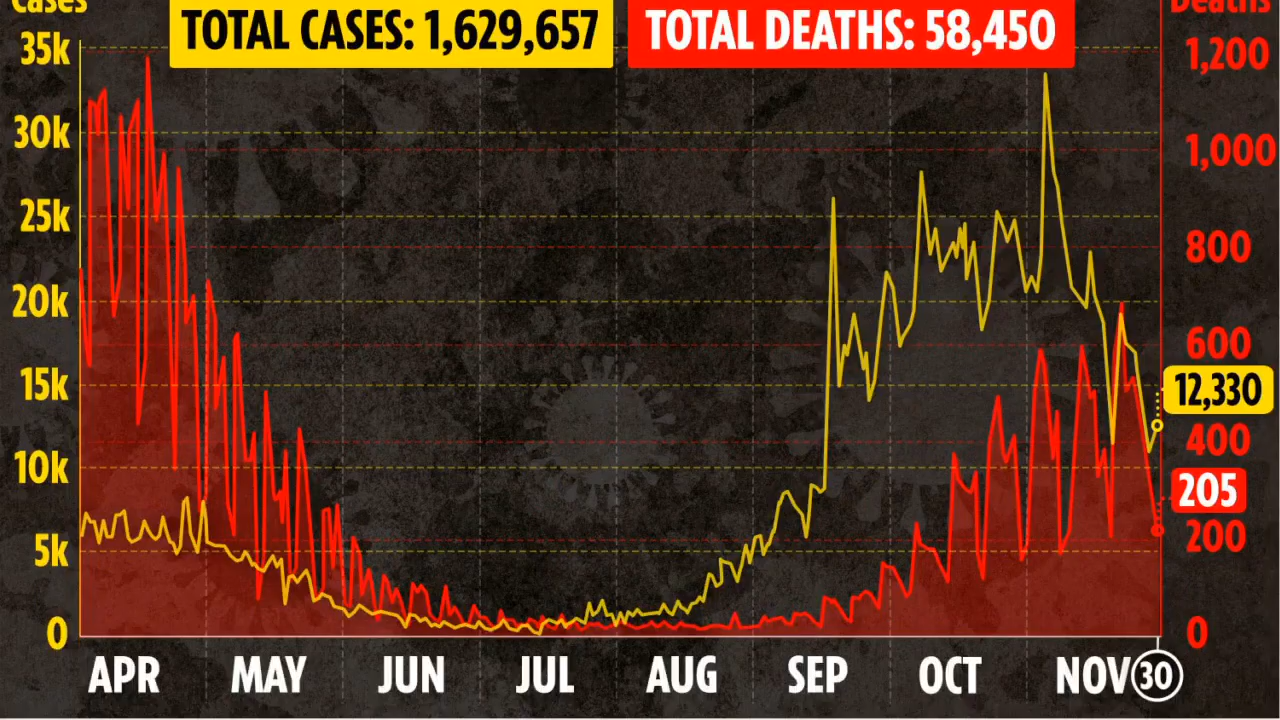 Cases
Deaths
TOTAL CASES: 1,629,657
TOTAL DEATHS: 58,450
35k
30k
25k
20k
15k
10k
5k
0
1,200
1,000
800
600
12,330
400
205
200
0
APR MAY JUN JUL AUG SEP OCT NOV 30